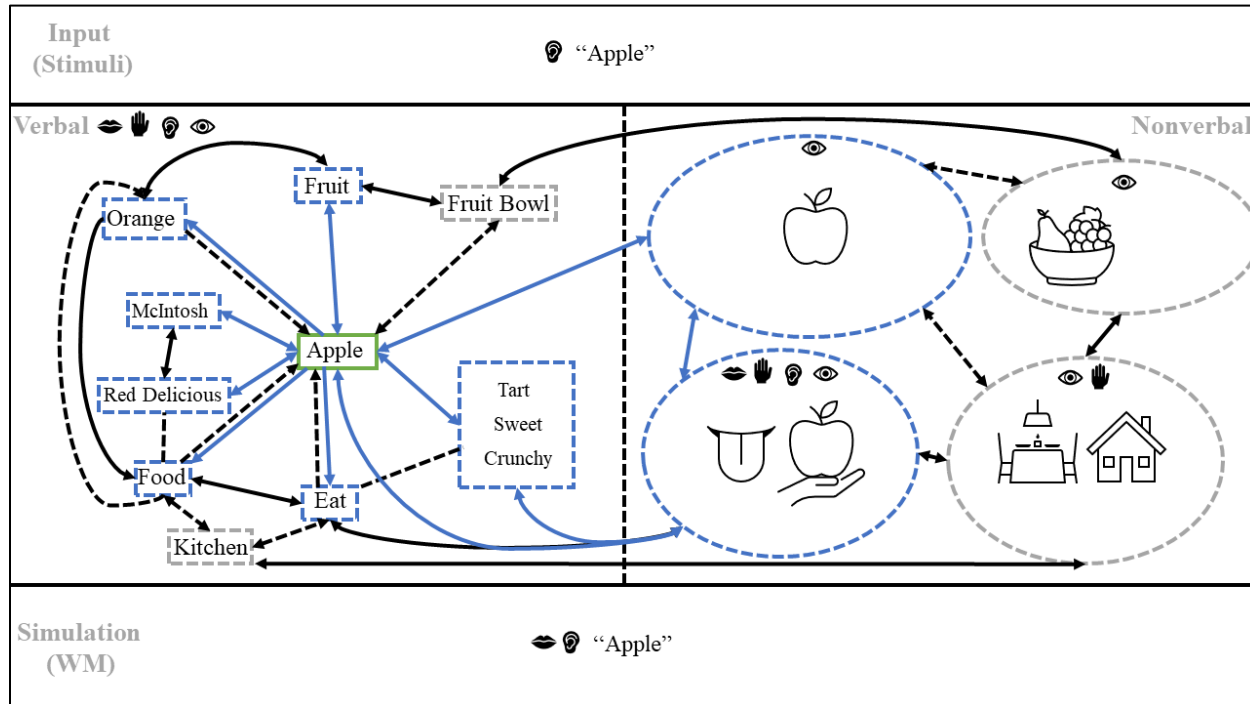 Input
(Stimuli)
“Apple”
Verbal
Nonverbal
Fruit
Fruit Bowl
Orange
McIntosh
Apple
Red Delicious
Tart
Sweet
Crunchy
Food
Eat
Kitchen
Simulation
(WM)
“Apple”